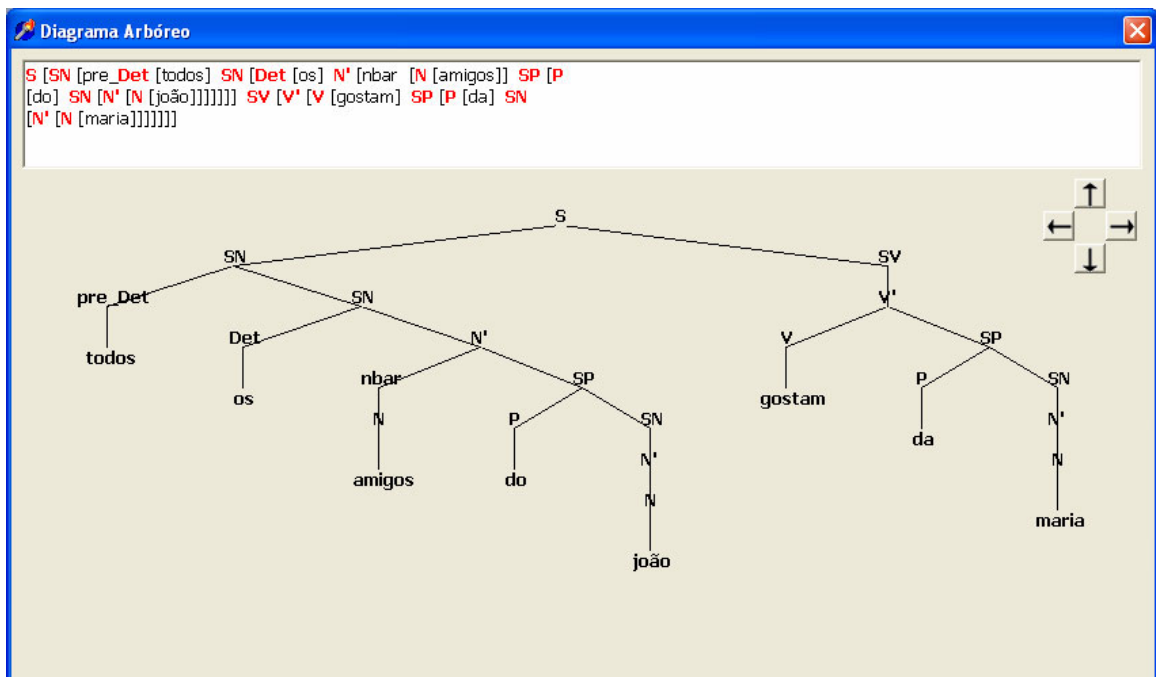 Diagrama Arbóreo
S [SN [pre_Det [todos] SN [Det [os] N' [nbar [N [amigos]] SP [P
[do] SN [N' [N [joão]]]]]]] SV [V' [V [gostam] SP [P [da] SN
[N' [N [maria]]]]]]]
S
SN SV
pre_Det SN V'
todos Det N' V SP
os nbar SP gostam P SN
N P SN da N'
amigos do N' N
N maria
joão